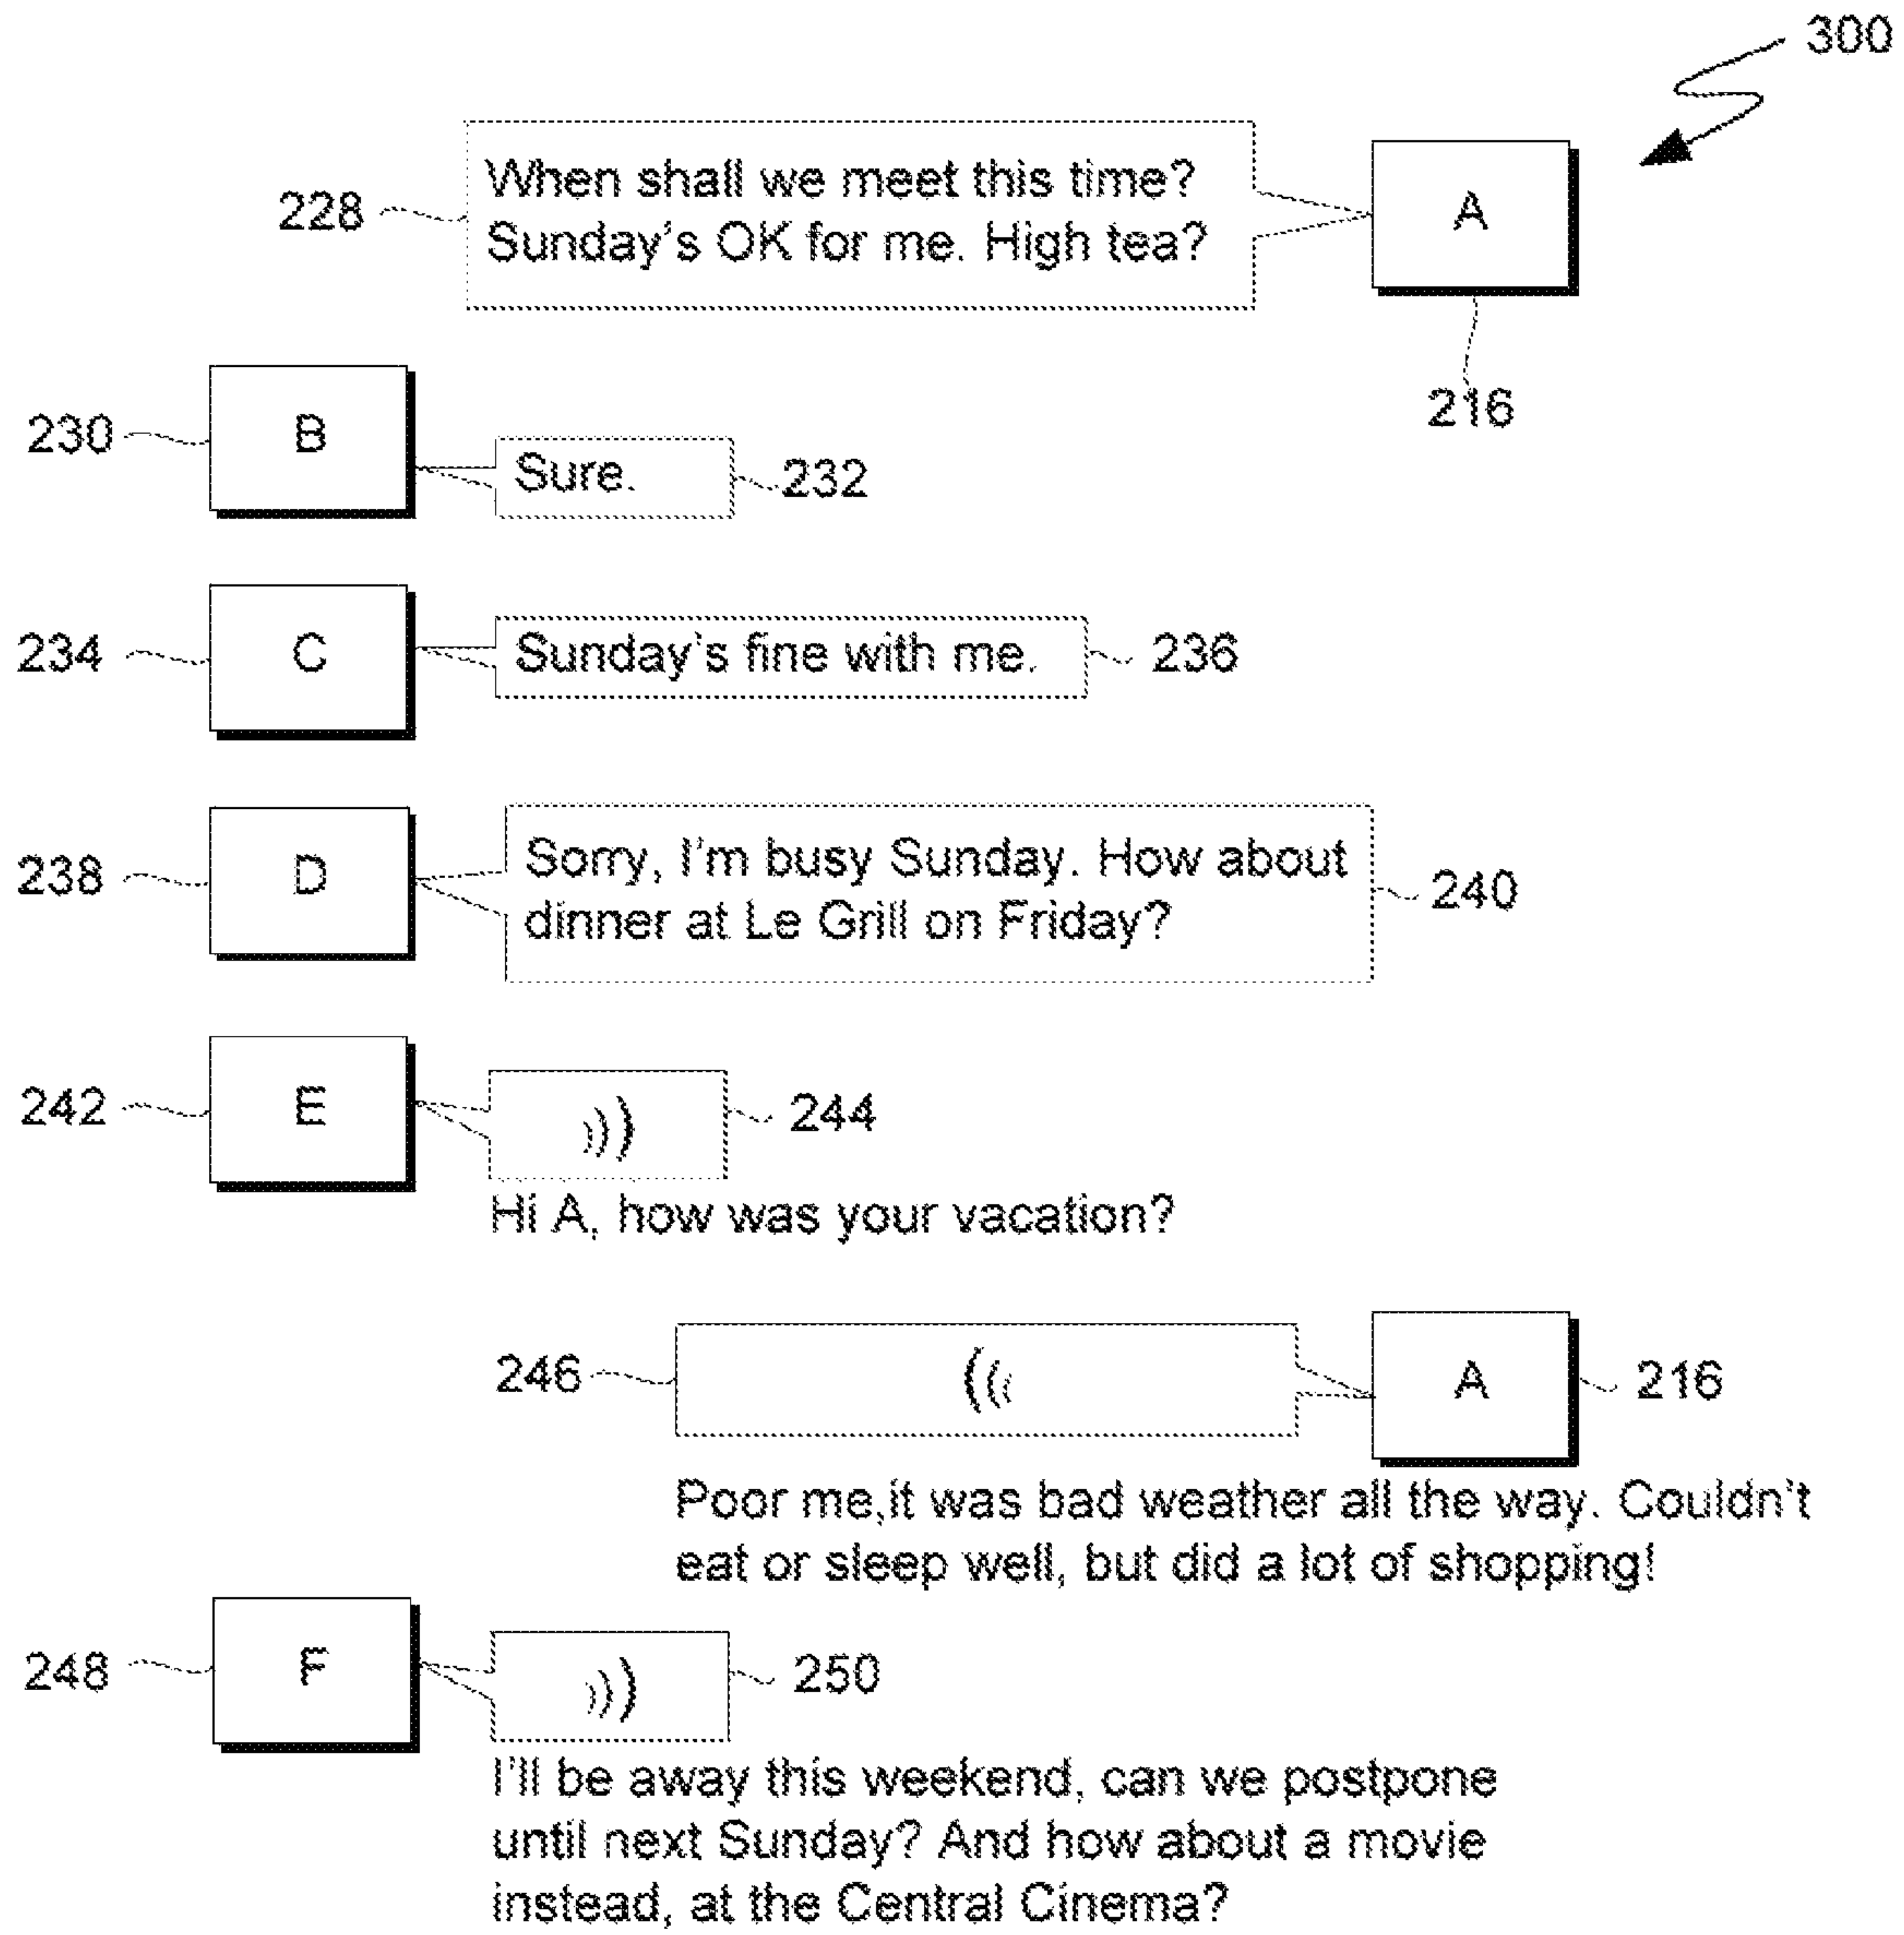 300
When shall we meet this time?
228
A
Sunday's OK for me. High tea?
216
230
B
Sure.
232
234
C
Sunday's fine with me.
236
238
D
Sorry, I'm busy Sunday. How about
240
dinner at Le Grill on Friday?
242
E
)))
244
Hi A, how was your vacation?
246
(((
A
216
Poor me,it was bad weather all the way. Couldn't
eat or sleep well, but did a lot of shopping!
248
F
)))
250
I'll be away this weekend, can we postpone
until next Sunday? And how about a movie
instead, at the Central Cinema?